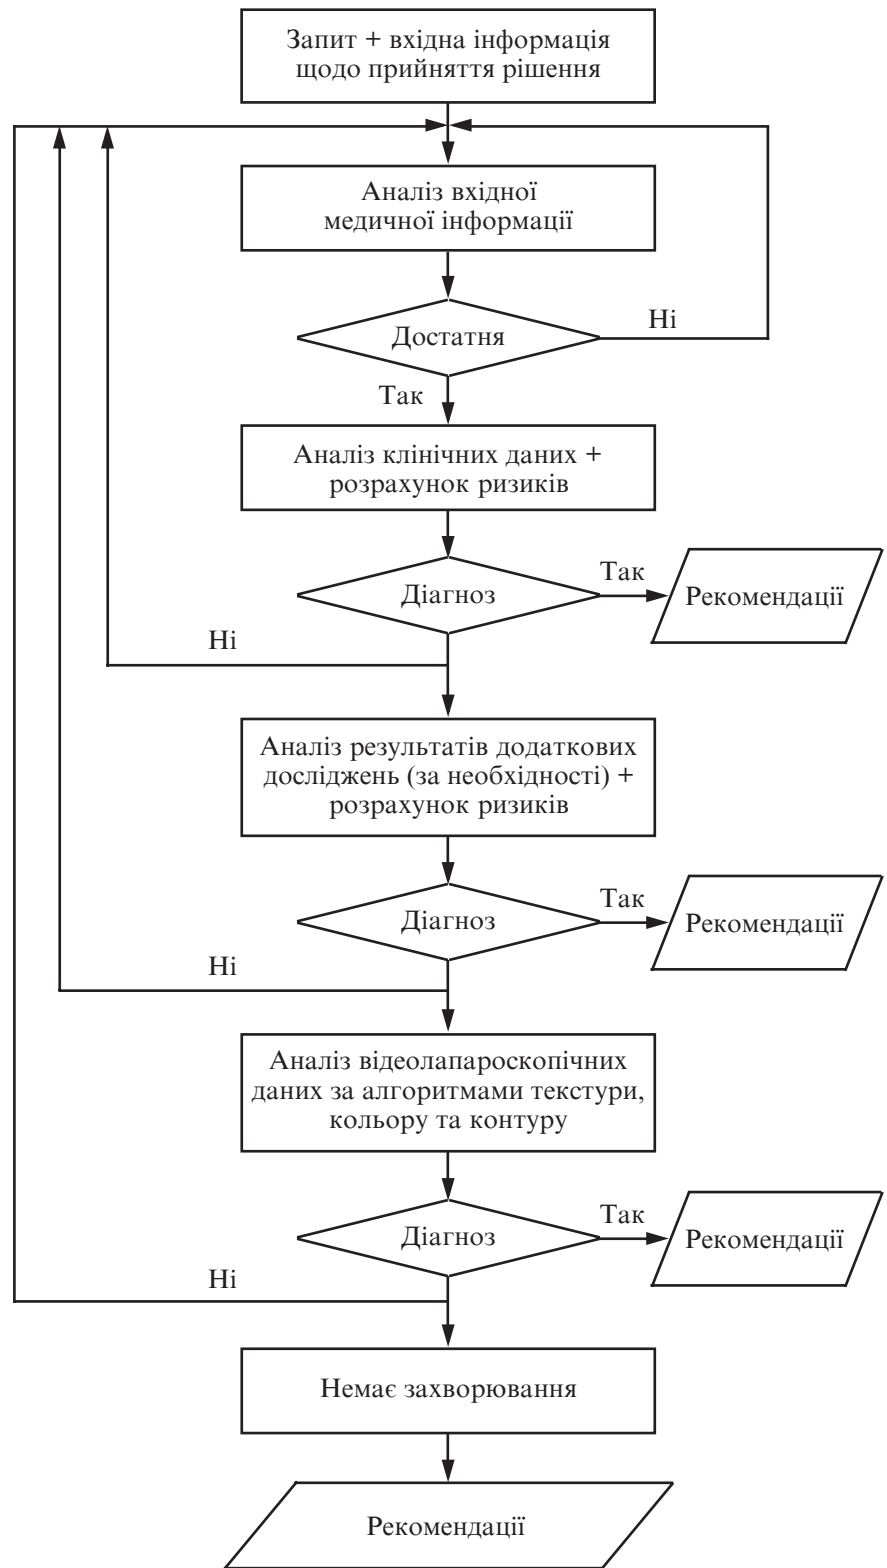 Запит + вхідна інформація
щодо прийняття рішення
Аналіз вхідної
медичної інформації
Достатня
Ні
Так
Аналіз клінічних даних +
розрахунок ризиків
Діагноз
Так
Рекомендації
Ні
Аналіз результатів додаткових
досліджень (за необхідності) +
розрахунок ризиків
Діагноз
Так
Рекомендації
Ні
Аналіз відеолапароскопічних
даних за алгоритмами текстури,
кольору та контуру
Діагноз
Так
Рекомендації
Ні
Немає захворювання
Рекомендації